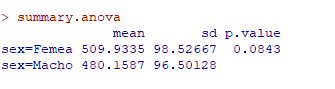 > summary.anova
mean sd p.value
sex=Femea 509.9335 98.52667 0.0843
sex=Macho 480.1587 96.50128